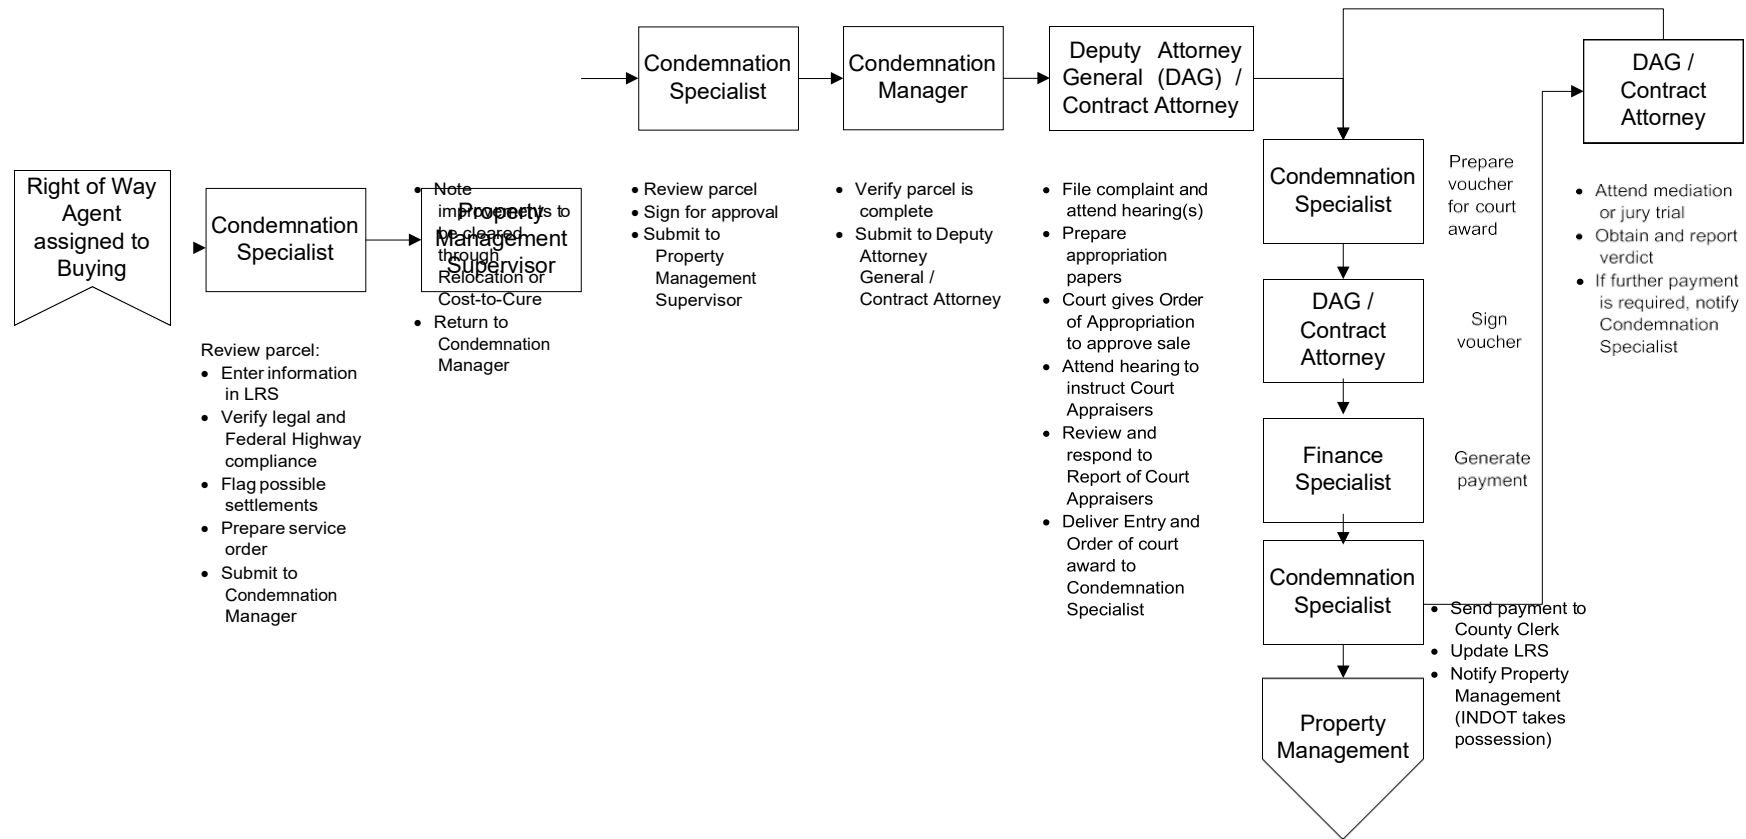 Right of Way
Agent
assigned to
Buying
Condemnation
Specialist
Review parcel:
• Enter information
in LRS
• Verify legal and
Federal Highway
compliance
• Flag possible
settlements
• Prepare service
order
• Submit to
Condemnation
Manager
Property
Management
Supervisor
• Note
improvements to
be cleared
through
Relocation or
Cost-to-Cure
• Return to
Condemnation
Manager
Condemnation
Specialist
• Review parcel
• Sign for approval
• Submit to
Property
Management
Supervisor
Condemnation
Manager
• Verify parcel is
complete
• Submit to Deputy
Attorney
General /
Contract Attorney
Deputy Attorney
General (DAG) /
Contract Attorney
• File complaint and
attend hearing(s)
• Prepare
appropriation
papers
• Court gives Order
of Appropriation
to approve sale
• Attend hearing to
instruct Court
Appraisers
• Review and
respond to
Report of Court
Appraisers
• Deliver Entry and
Order of court
award to
Condemnation
Specialist
Condemnation
Specialist
Prepare
voucher
for court
award
DAG /
Contract
Attorney
Sign
voucher
Finance
Specialist
Generate
payment
Condemnation
Specialist
• Send payment to
County Clerk
• Update LRS
• Notify Property
Management
(INDOT takes
possession)
Property
Management
DAG /
Contract
Attorney
• Attend mediation
or jury trial
• Obtain and report
verdict
• If further payment
is required, notify
Condemnation
Specialist